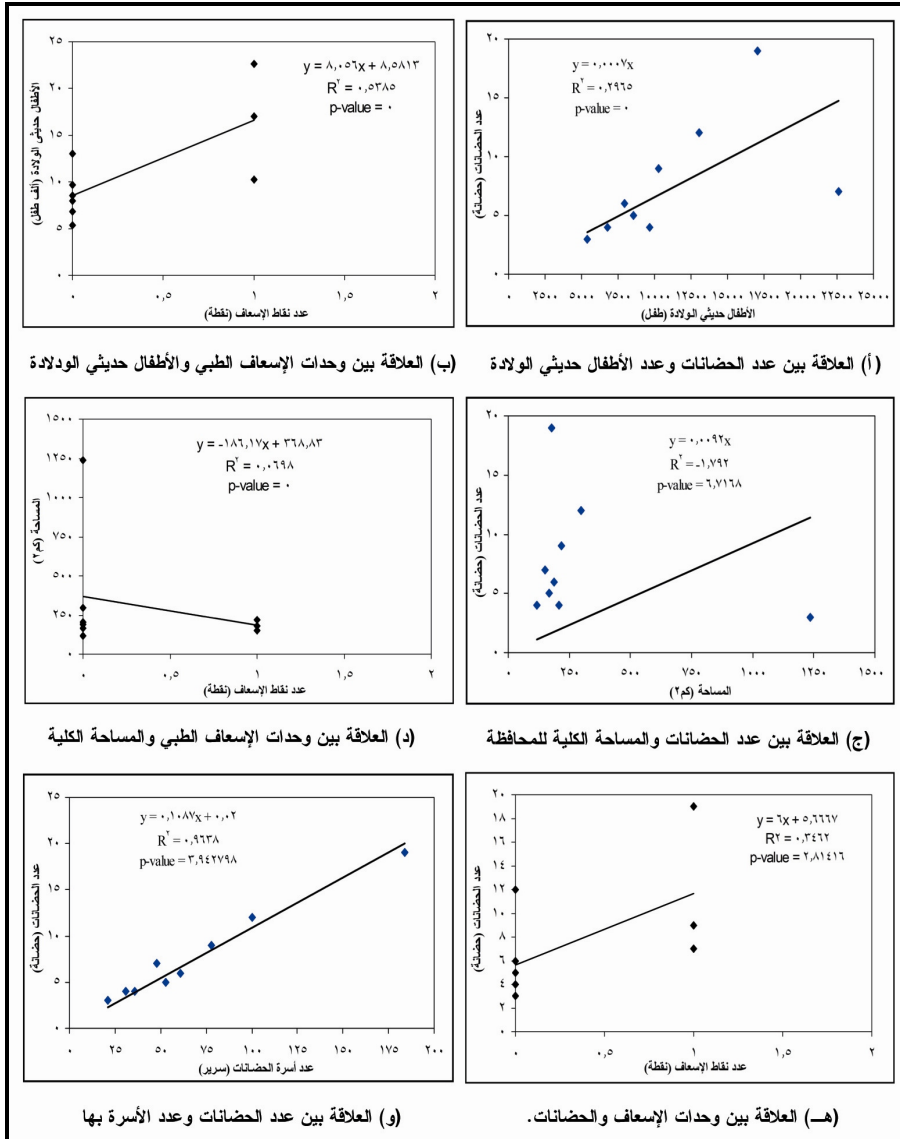 ٢٠
١٥
١٠
٥
٠
عدد الحضانات (حضانة)
y = ٠,٠٠٠٧x
R٢ = ٠,٢٩٦٥
p-value = ٠
٠ ٢٥٠٠ ٥٠٠٠ ٧٥٠٠ ١٠٠٠٠ ١٢٥٠٠ ١٥٠٠٠ ١٧٥٠٠ ٢٠٠٠٠ ٢٢٥٠٠ ٢٥٠٠٠
الأطفال حديثي الولادة (طفل)
(أ) العلاقة بين عدد الحضانات وعدد الأطفال حديثي الولادة
٢٥
٢٠
١٥
١٠
٥
٠
الأطفال حديثي الولادة (ألف طفل)
y = ٨,٠٥٦x + ٨,٥٨١٣
R٢ = ٠,٥٣٨٥
p-value = ٠
٠ ٠,٥ ١ ١,٥ ٢
عدد نقاط الإسعاف (نقطة)
(ب) العلاقة بين وحدات الإسعاف الطبي والأطفال حديثي الودلادة
٢٠
١٥
١٠
٥
٠
عدد الحضانات (حضانة)
y = ٠,٠٠٩٢x
R٢ = -١,٧٩٢
p-value = ٦,٧١٦٨
٠ ٢٥٠ ٥٠٠ ٧٥٠ ١٠٠٠ ١٢٥٠ ١٥٠٠
المساحة (كم٢)
(ج) العلاقة بين عدد الحضانات والمساحة الكلية للمحافظة
١٥٠٠
١٢٥٠
١٠٠٠
٧٥٠
٥٠٠
٢٥٠
٠
المساحة (كم٢)
y = -١٨٦,١٧x + ٣٦٨,٨٣
R٢ = ٠,٠٦٩٨
p-value = ٠
٠ ٠,٥ ١ ١,٥ ٢
عدد نقاط الإسعاف (نقطة)
(د) العلاقة بين وحدات الإسعاف الطبي والمساحة الكلية
٢٠
١٨
١٦
١٤
١٢
١٠
٨
٦
٤
٢
٠
عدد الحضانات (حضانة)
y = ٦x + ٥,٦٦٦٧
R٢ = ٠,٣٤٦٢
p-value = ٢,٨١٤١٦
٠ ٠,٥ ١ ١,٥ ٢
عدد نقاط الإسعاف (نقطة)
(هــ) العلاقة بين وحدات الإسعاف والحضانات.
٢٥
٢٠
١٥
١٠
٥
٠
عدد الحضانات (حضانة)
y = ٠,١٠٨٧x + ٠,٠٢
R٢ = ٠,٩٦٣٨
p-value = ٣,٩٤٢٧٩٨
٠ ٢٥ ٥٠ ٧٥ ١٠٠ ١٢٥ ١٥٠ ١٧٥ ٢٠٠
عدد أسرة الحضانات (سرير)
(و) العلاقة بين عدد الحضانات وعدد الأسرة بها